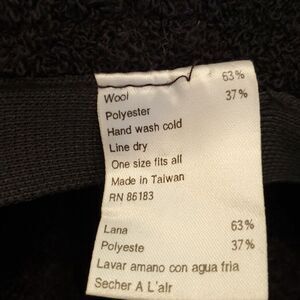 Wool 63%
Polyester 37%
Hand wash cold
Line dry
One size fits all
Made in Taiwan
RN 86183
Lana 63%
Polyeste 37%
Lavar amano con agua fria
Secher A L'alr